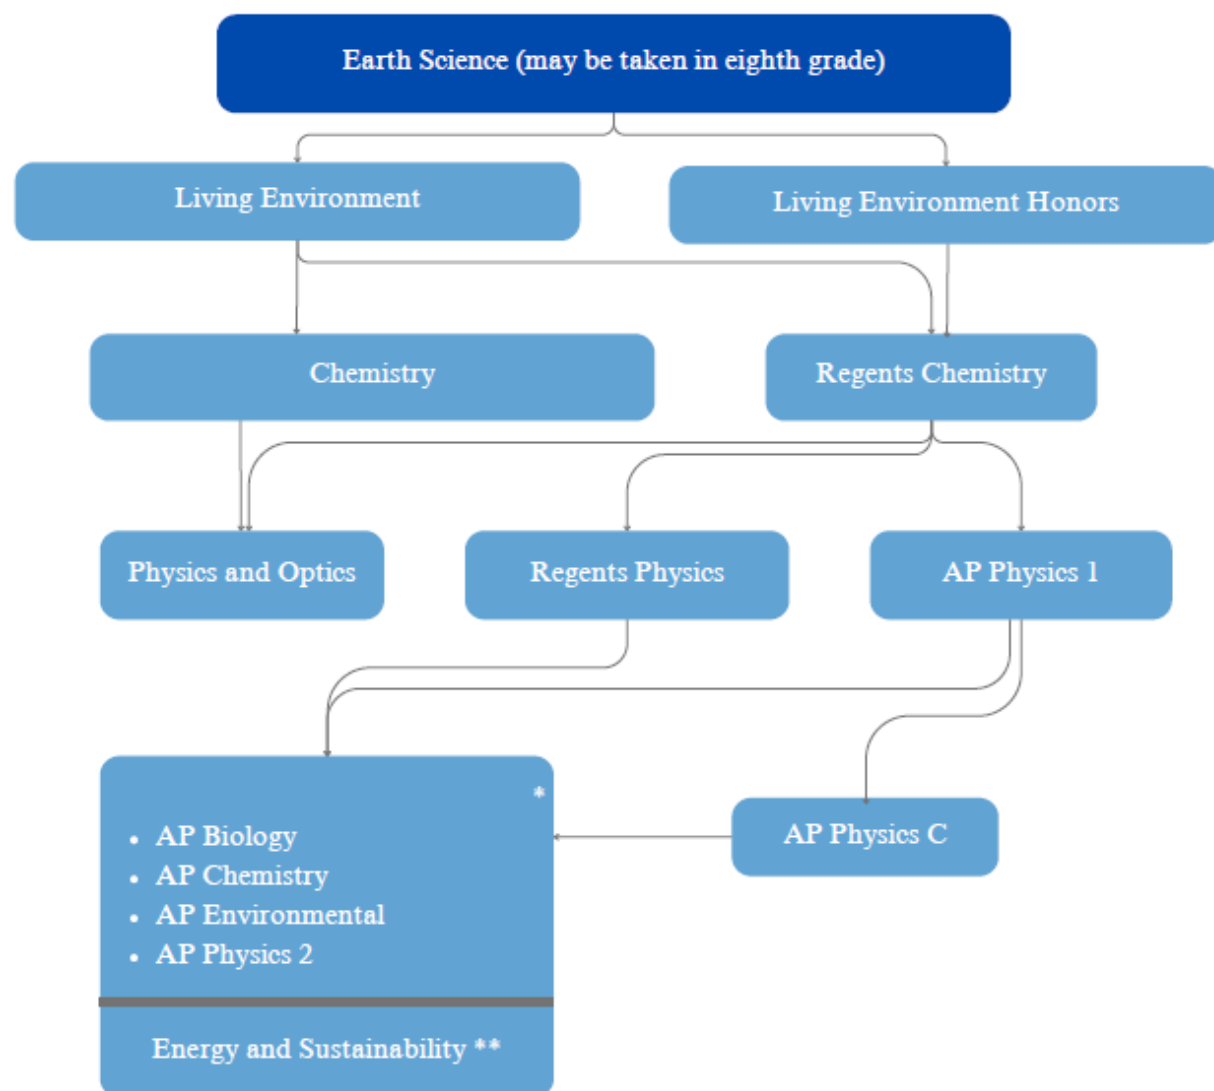 Earth Science (may be taken in eighth grade)
Living Environment
Living Environment Honors
Chemistry
Regents Chemistry
Physics and Optics
Regents Physics
AP Physics 1
*
• AP Biology
• AP Chemistry
• AP Environmental
• AP Physics 2
AP Physics C
Energy and Sustainability **